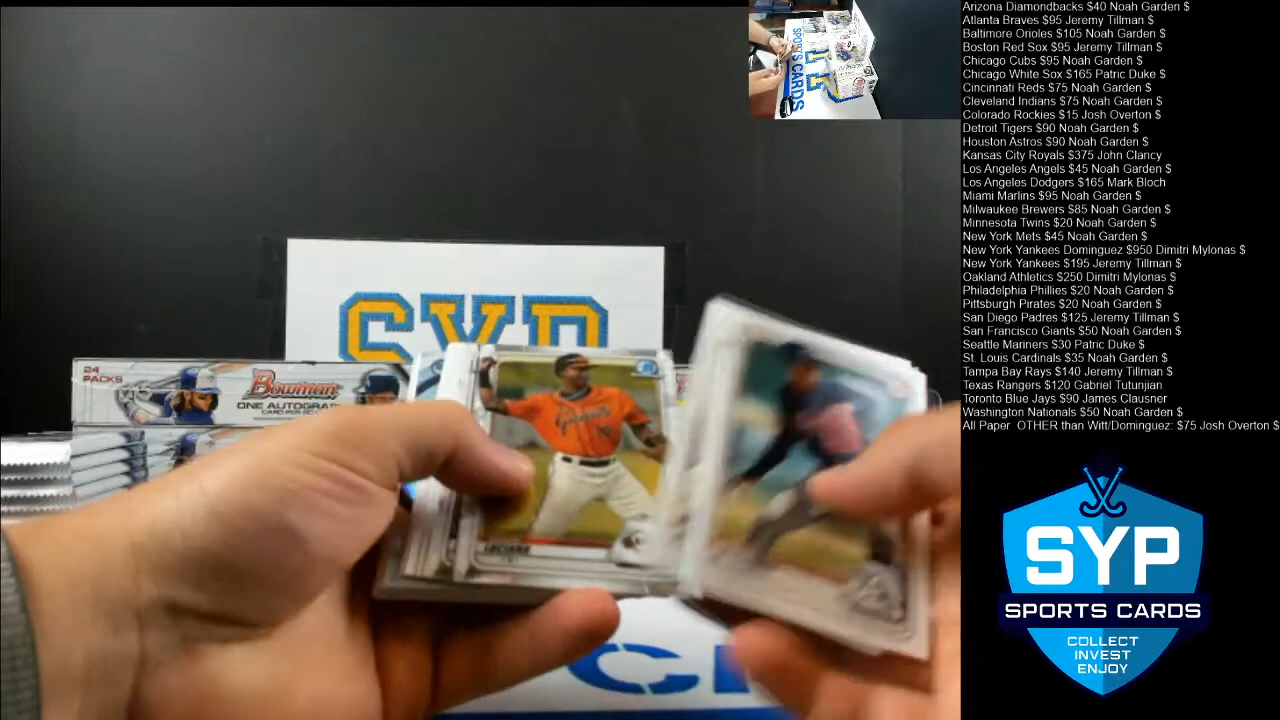 Arizona Diamondbacks $40 Noah Garden $
Atlanta Braves $95 Jeremy Tillman $
Baltimore Orioles $105 Noah Garden $
Boston Red Sox $95 Jeremy Tillman $
Chicago Cubs $95 Noah Garden $
Chicago White Sox $165 Patric Duke $
Cincinnati Reds $75 Noah Garden $
Cleveland Indians $75 Noah Garden $
Colorado Rockies $15 Josh Overton $
Detroit Tigers $90 Noah Garden $
Houston Astros $90 Noah Garden $
Kansas City Royals $375 John Clancy
Los Angeles Angels $45 Noah Garden $
Los Angeles Dodgers $165 Mark Bloch
Miami Marlins $95 Noah Garden $
Milwaukee Brewers $85 Noah Garden $
Minnesota Twins $20 Noah Garden $
New York Mets $45 Noah Garden $
New York Yankees Dominguez $950 Dimitri Mylonas $
New York Yankees $195 Jeremy Tillman $
Oakland Athletics $250 Dimitri Mylonas $
Philadelphia Phillies $20 Noah Garden $
Pittsburgh Pirates $20 Noah Garden $
San Diego Padres $125 Jeremy Tillman $
San Francisco Giants $50 Noah Garden $
Seattle Mariners $30 Patric Duke $
St. Louis Cardinals $35 Noah Garden $
Tampa Bay Rays $140 Jeremy Tillman $
Texas Rangers $120 Gabriel Tutunjian
Toronto Blue Jays $90 James Clausner
Washington Nationals $50 Noah Garden $
All Paper OTHER than Witt/Dominguez: $75 Josh Overton $
SPORTS CARDS
SYP
24 PACKS
Bowman
ONE AUTOGRAPH
CARD PER BOX
Giants
LUCIANO
SYP
SPORTS CARDS
COLLECT
INVEST
ENJOY